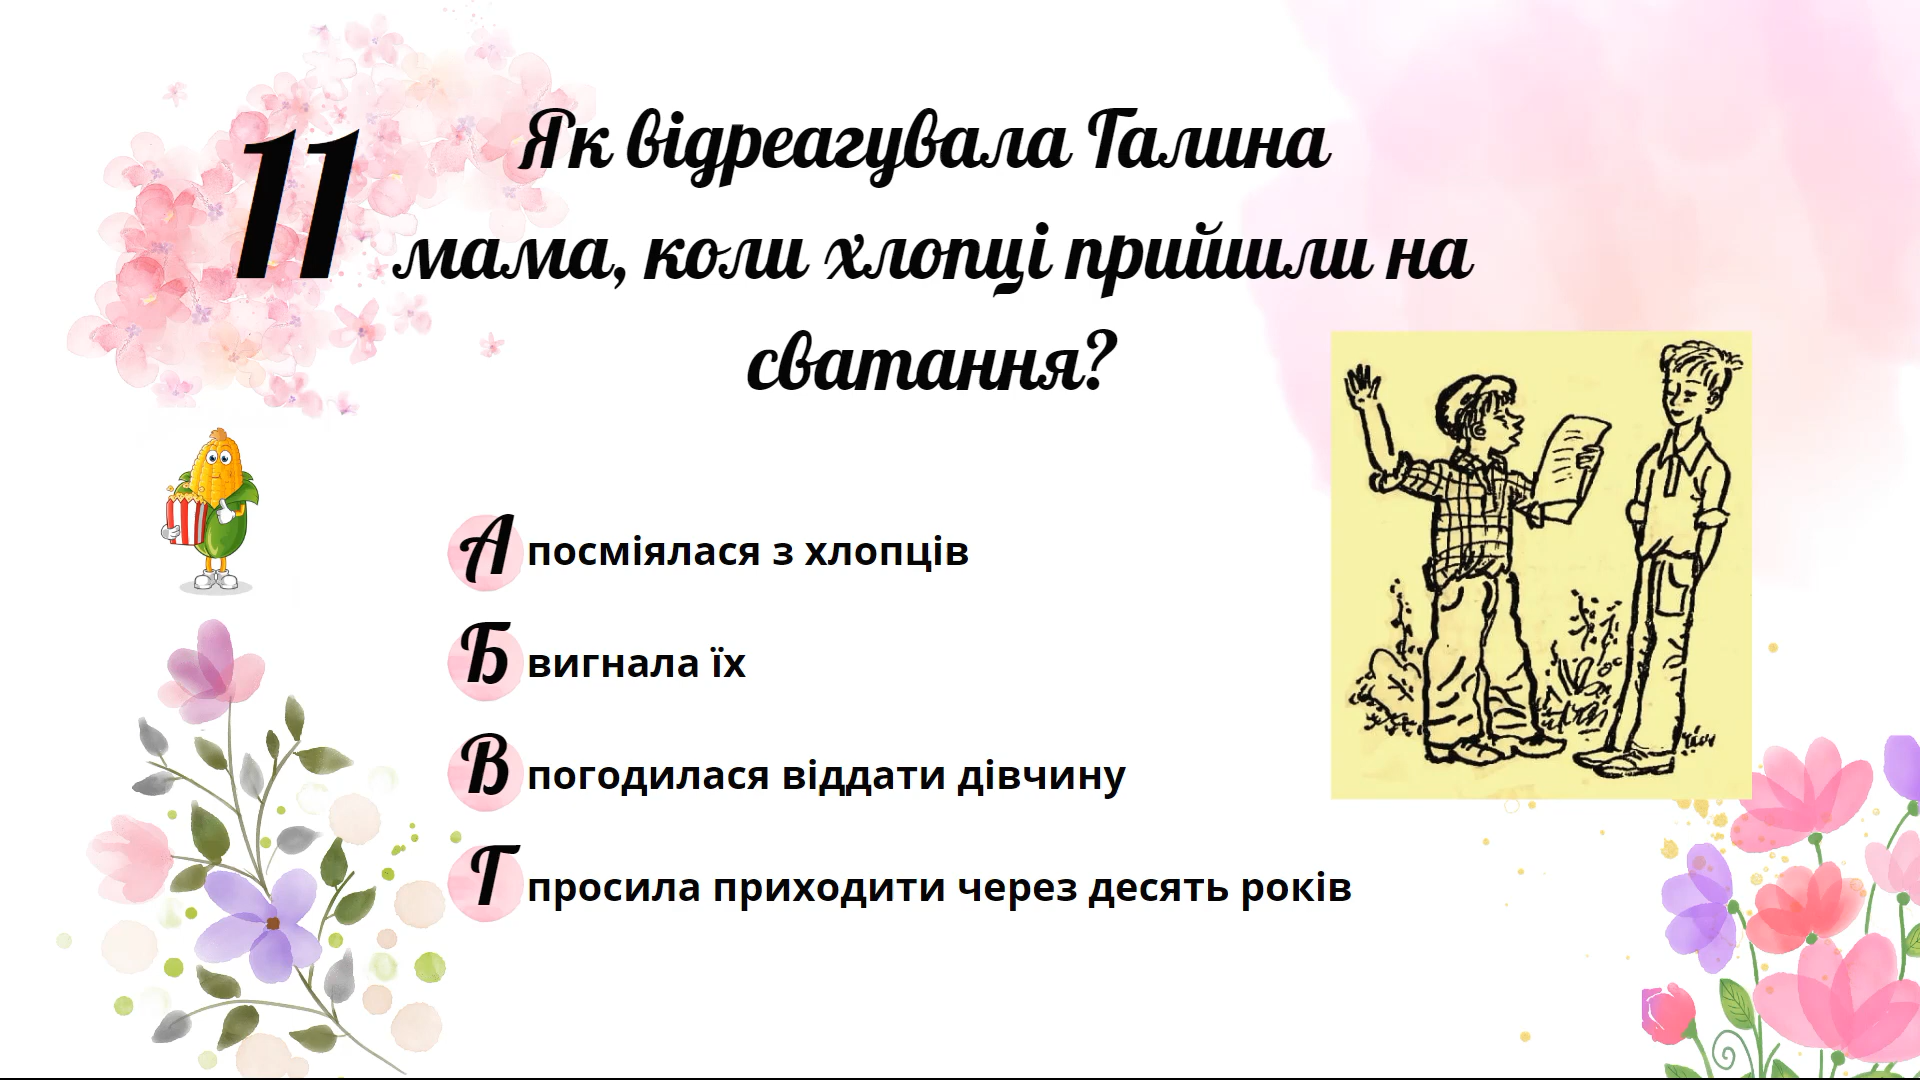 11
Як відреагувала Галина
мама, коли хлопці прийшли на
сватання?
А посміялася з хлопців
Б вигнала їх
В погодилася віддати дівчину
Г просила приходити через десять років